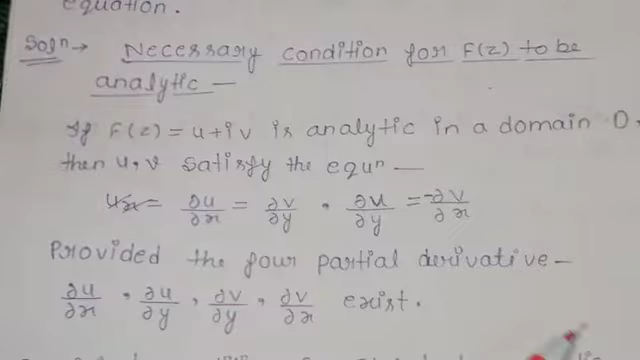 equation.
Solⁿ → Necessary condition for F(z) to be
analytic —
If F(z) = u + iv is analytic in a domain D.
then u, v satisfy the equⁿ —
∂u/∂x = ∂v/∂y , ∂u/∂y = -∂v/∂x
Provided the four partial derivative —
∂u/∂x , ∂u/∂y , ∂v/∂y , ∂v/∂x exist.